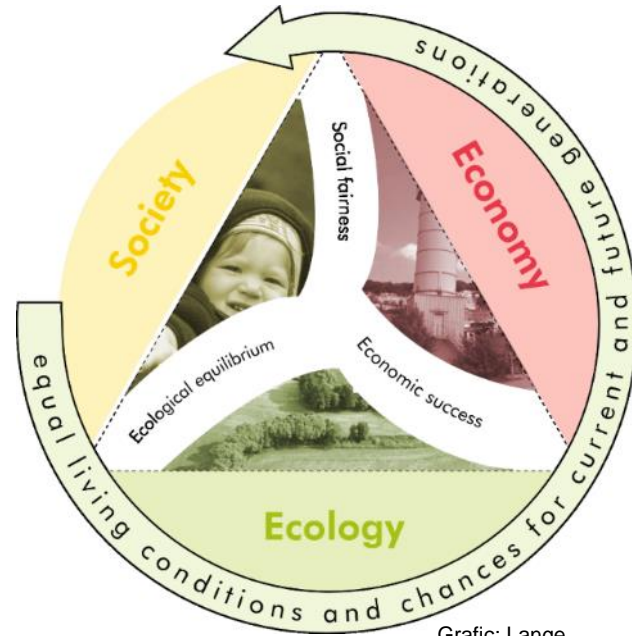 equal living conditions and chances for current and future generations
Society
Economy
Social fairness
Ecological equilibrium
Economic success
Ecology
Grafic: Lange